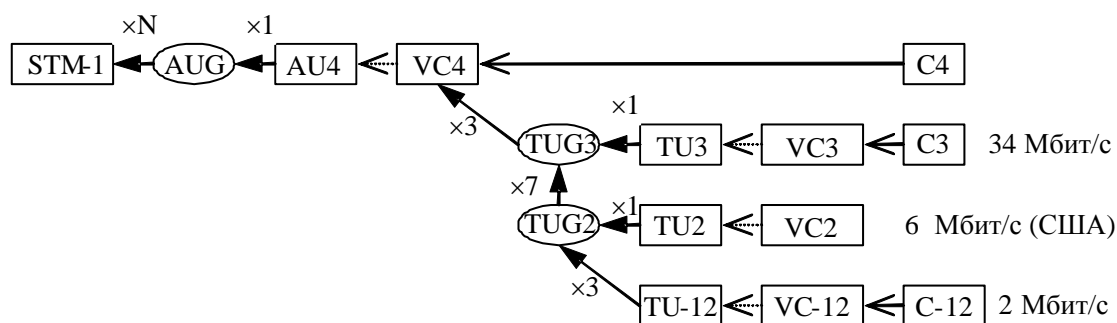 ×N ×1
STM-1 AUG AU4 VC4 C4
×3 ×1
TUG3 TU3 VC3 C3 34 Мбит/с
×7 ×1
TUG2 TU2 VC2 6 Мбит/с (США)
×3
TU-12 VC-12 C-12 2 Мбит/с